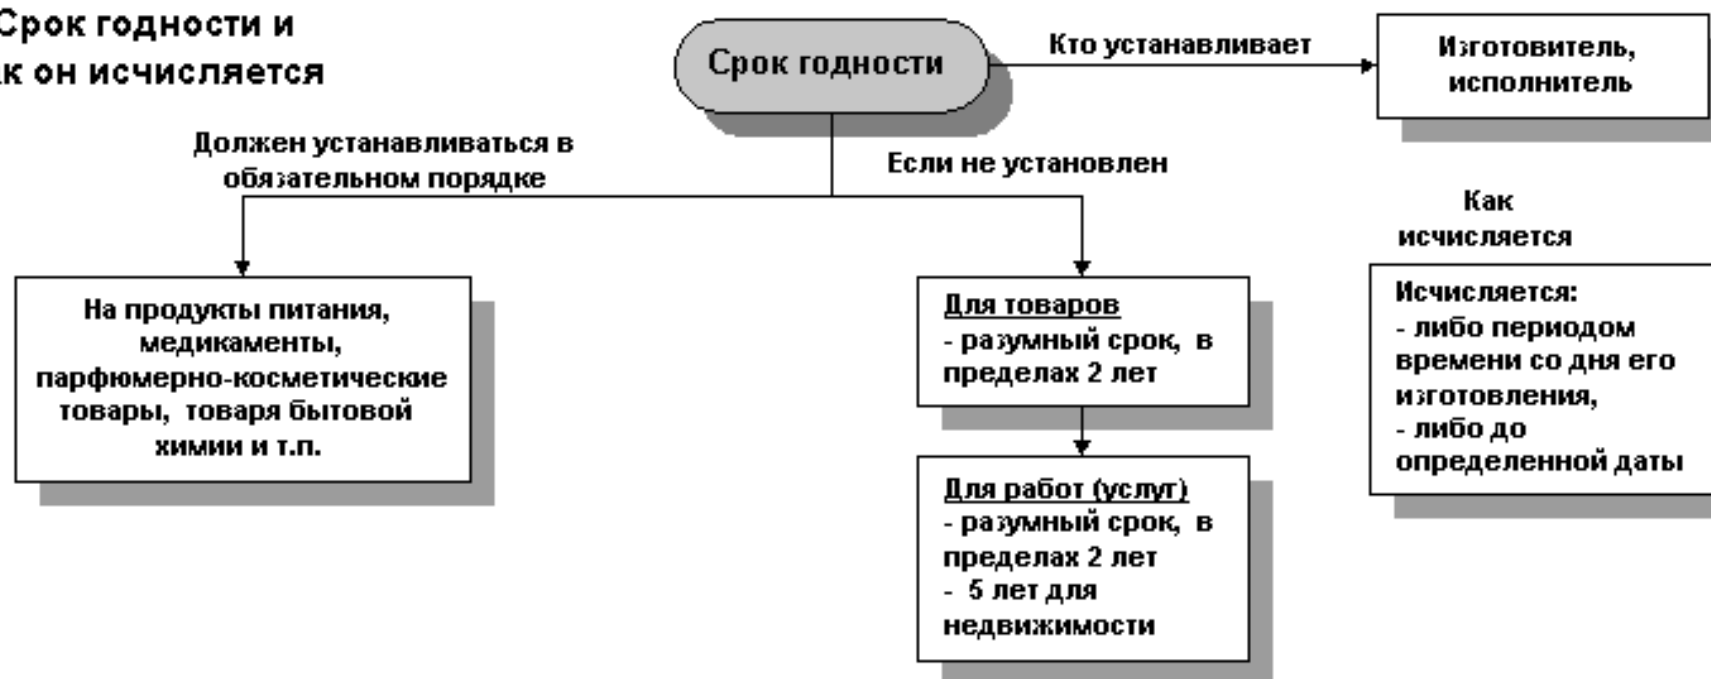 Срок годности и
к он исчисляется
Срок годности
Кто устанавливает
Изготовитель,
исполнитель
Должен устанавливаться в
обязательном порядке
Если не установлен
Как
исчисляется
На продукты питания,
медикаменты,
парфюмерно-косметические
товары, товаря бытовой
химии и т.п.
Для товаров
- разумный срок, в
пределах 2 лет
Для работ (услуг)
- разумный срок, в
пределах 2 лет
- 5 лет для
недвижимости
Исчисляется:
- либо периодом
времени со дня его
изготовления,
- либо до
определенной даты